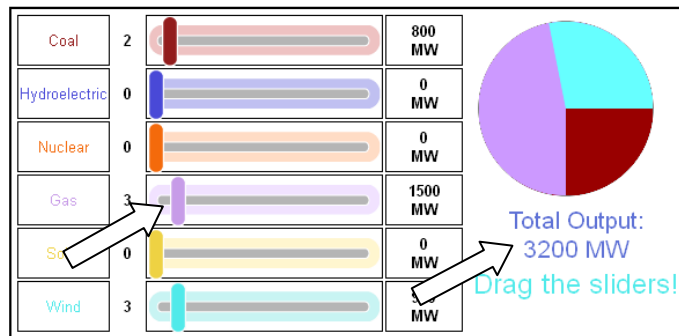 Coal 2 800
MW
Hydroelectric 0 0
MW
Nuclear 0 0
MW
Gas 3 1500
MW
0 0
MW
Wind 3
MW
Total Output:
3200 MW
Drag the sliders!